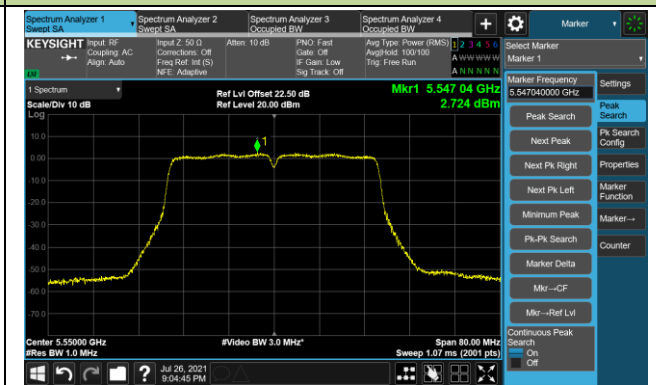 Spectrum Analyzer 1
Swept SA
Spectrum Analyzer 2
Swept SA
Spectrum Analyzer 3
Occupied BW
Spectrum Analyzer 4
Occupied BW
+
Marker
KEYSIGHT
Input: RF
Coupling: AC
Align: Auto
Input Z: 50 Ω
Corrections: Off
Freq Ref: Int (S)
NFE: Adaptive
Atten: 10 dB
PNO: Fast
Gate: Off
IF Gain: Low
Sig Track: Off
Avg Type: Power (RMS)
Avg|Hold: 100/100
Trig: Free Run
1 2 3 4 5 6
A W W W W W
A N N N N N
Select Marker
Marker 1
1 Spectrum
Scale/Div 10 dB
Log
Ref Lvl Offset 22.50 dB
Ref Level 20.00 dBm
Mkr1 5.547 04 GHz
2.724 dBm
10.0
0.00
-10.0
-20.0
-30.0
-40.0
-50.0
-60.0
-70.0
1
Center 5.55000 GHz
#Res BW 1.0 MHz
#Video BW 3.0 MHz*
Span 80.00 MHz
Sweep 1.07 ms (2001 pts)
Marker Frequency
5.547040000 GHz
Peak Search
Next Peak
Next Pk Right
Next Pk Left
Minimum Peak
Pk-Pk Search
Marker Delta
Mkr→CF
Mkr→Ref Lvl
Continuous Peak
Search
On
Off
Settings
Peak
Search
Pk Search
Config
Properties
Marker
Function
Marker→
Counter
?
Jul 26, 2021
9:04:45 PM